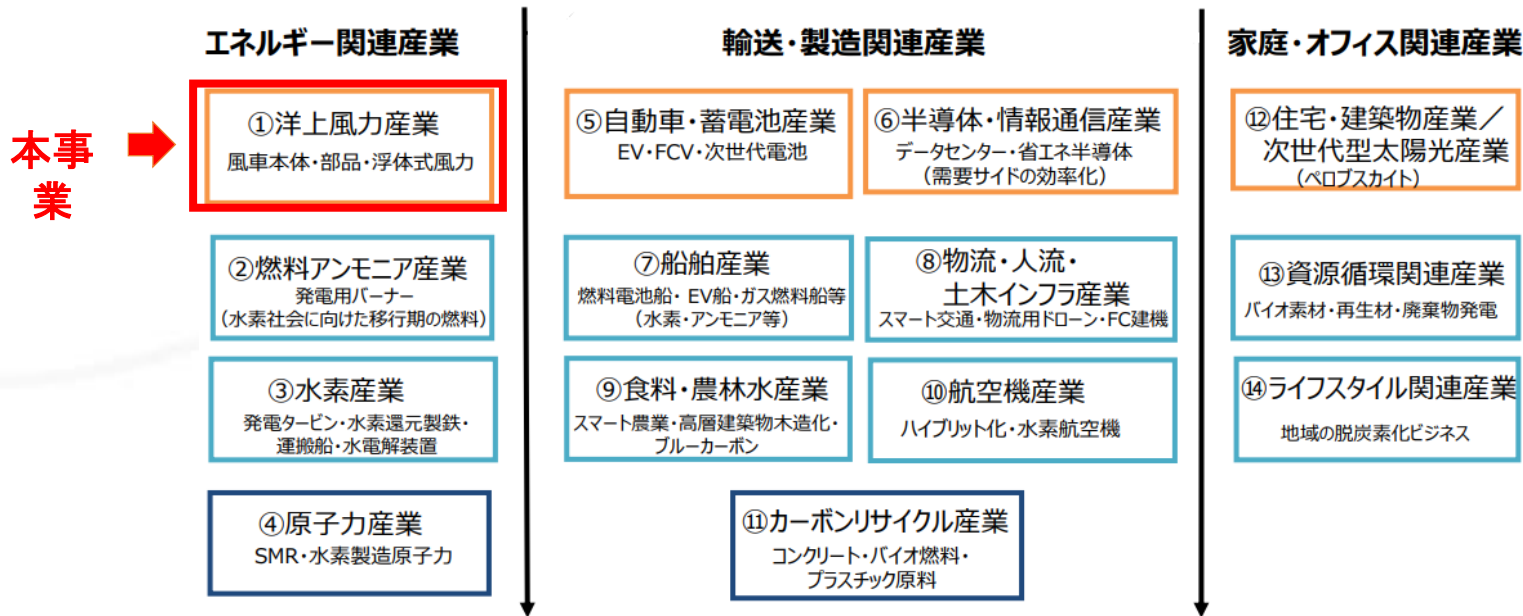 エネルギー関連産業
輸送・製造関連産業
家庭・オフィス関連産業
本事
業
①洋上風力産業
風車本体・部品・浮体式風力
②燃料アンモニア産業
発電用バーナー
（水素社会に向けた移行期の燃料）
③水素産業
発電タービン・水素還元製鉄・
運搬船・水電解装置
④原子力産業
SMR・水素製造原子力
⑤自動車・蓄電池産業
EV・FCV・次世代電池
⑥半導体・情報通信産業
データセンター・省エネ半導体
（需要サイドの効率化）
⑦船舶産業
燃料電池船・EV船・ガス燃料船等
（水素・アンモニア等）
⑧物流・人流・
土木インフラ産業
スマート交通・物流用ドローン・FC建機
⑨食料・農林水産業
スマート農業・高層建築物木造化・
ブルーカーボン
⑩航空機産業
ハイブリット化・水素航空機
⑪カーボンリサイクル産業
コンクリート・バイオ燃料・
プラスチック原料
⑫住宅・建築物産業／
次世代型太陽光産業
（ペロブスカイト）
⑬資源循環関連産業
バイオ素材・再生材・廃棄物発電
⑭ライフスタイル関連産業
地域の脱炭素化ビジネス